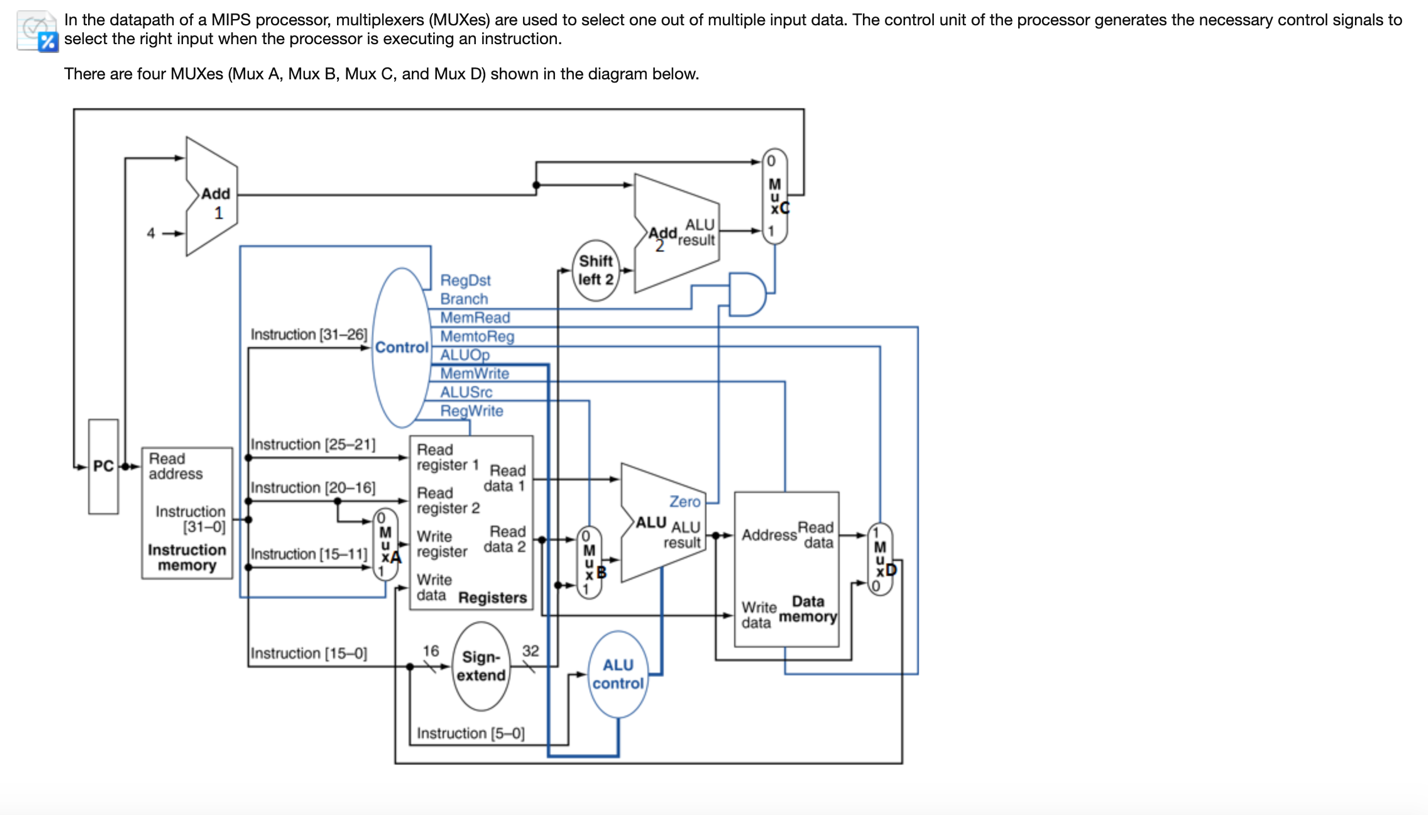 In the datapath of a MIPS processor, multiplexers (MUXes) are used to select one out of multiple input data. The control unit of the processor generates the necessary control signals to
select the right input when the processor is executing an instruction.
There are four MUXes (Mux A, Mux B, Mux C, and Mux D) shown in the diagram below.
Add
1
4
0
M
u
xC
1
Add
2
ALU
result
Shift
left 2
RegDst
Branch
MemRead
MemtoReg
ALUOp
MemWrite
ALUSrc
RegWrite
Control
Instruction [31–26]
Instruction [25–21]
Instruction [20–16]
Instruction [15–11]
Instruction [15–0]
Instruction [5–0]
PC
Read
address
Instruction
[31–0]
Instruction
memory
0
M
u
xA
1
Read
register 1
Read
register 2
Write
register
Write
data
Read
data 1
Read
data 2
Registers
0
M
u
xB
1
Zero
ALU
ALU
result
Address
Read
data
Write
data
Data
memory
1
M
u
xD
0
16
Sign-
extend
32
ALU
control